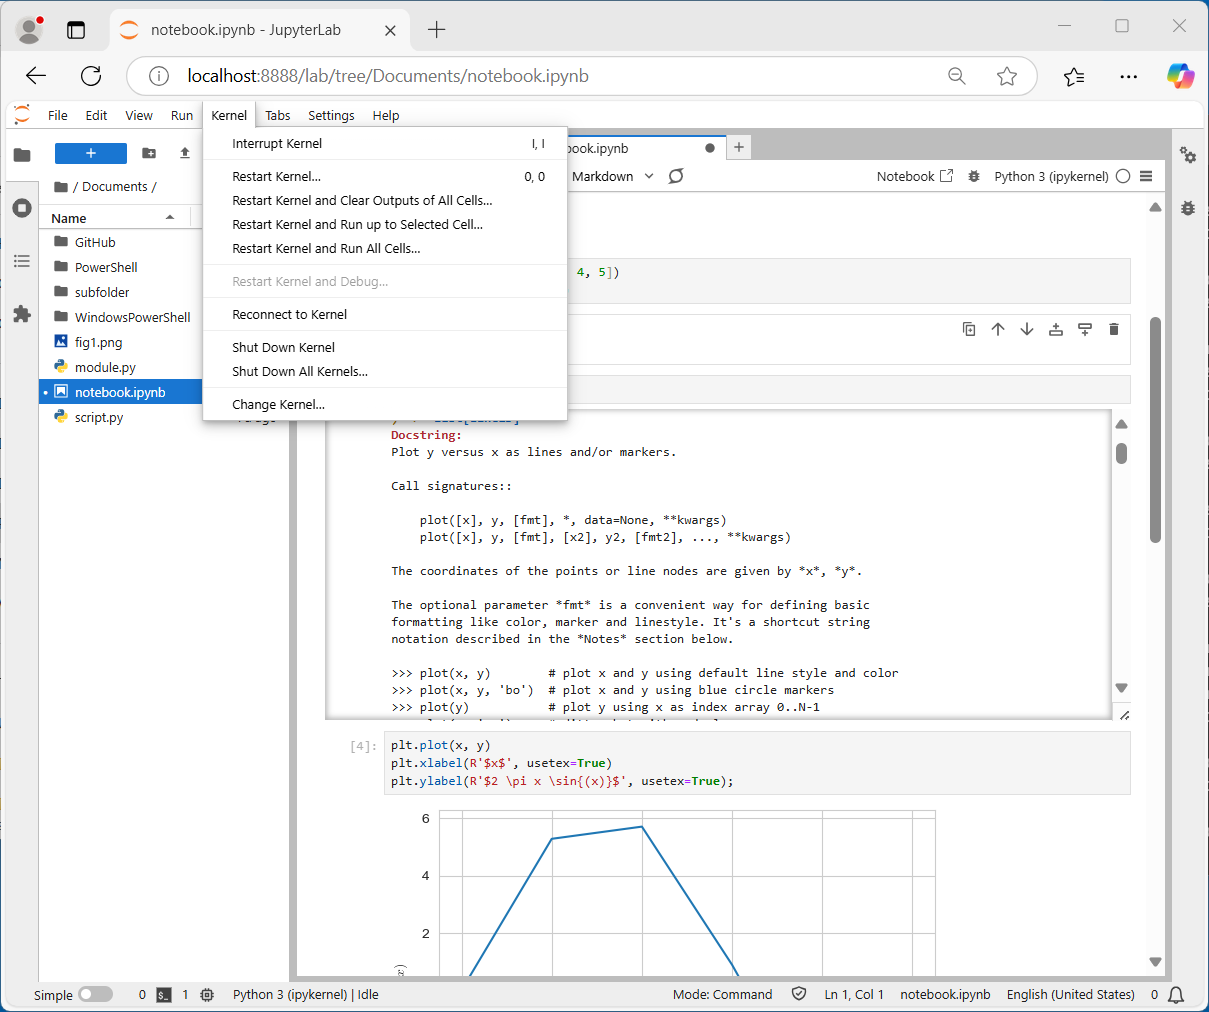 notebook.ipynb - JupyterLab
localhost:8888/lab/tree/Documents/notebook.ipynb
File Edit View Run Kernel Tabs Settings Help
Interrupt Kernel I, I
Restart Kernel... 0, 0
Restart Kernel and Clear Outputs of All Cells...
Restart Kernel and Run up to Selected Cell...
Restart Kernel and Run All Cells...
Restart Kernel and Debug...
Reconnect to Kernel
Shut Down Kernel
Shut Down All Kernels...
Change Kernel...
/ Documents /
Name
GitHub
PowerShell
subfolder
WindowsPowerShell
fig1.png
module.py
notebook.ipynb
script.py
book.ipynb
Markdown Notebook Python 3 (ipykernel)
4, 5])
Docstring:
Plot y versus x as lines and/or markers.
Call signatures::
plot([x], y, [fmt], *, data=None, **kwargs)
plot([x], y, [fmt], [x2], y2, [fmt2], ..., **kwargs)
The coordinates of the points or line nodes are given by *x*, *y*.
The optional parameter *fmt* is a convenient way for defining basic
formatting like color, marker and linestyle. It's a shortcut string
notation described in the *Notes* section below.
>>> plot(x, y) # plot x and y using default line style and color
>>> plot(x, y, 'bo') # plot x and y using blue circle markers
>>> plot(y) # plot y using x as index array 0..N-1
[4]:
plt.plot(x, y)
plt.xlabel(R'$x$', usetex=True)
plt.ylabel(R'$2 \pi x \sin{(x)}$', usetex=True);
6
4
2
Simple 0 1 Python 3 (ipykernel) | Idle Mode: Command Ln 1, Col 1 notebook.ipynb English (United States) 0